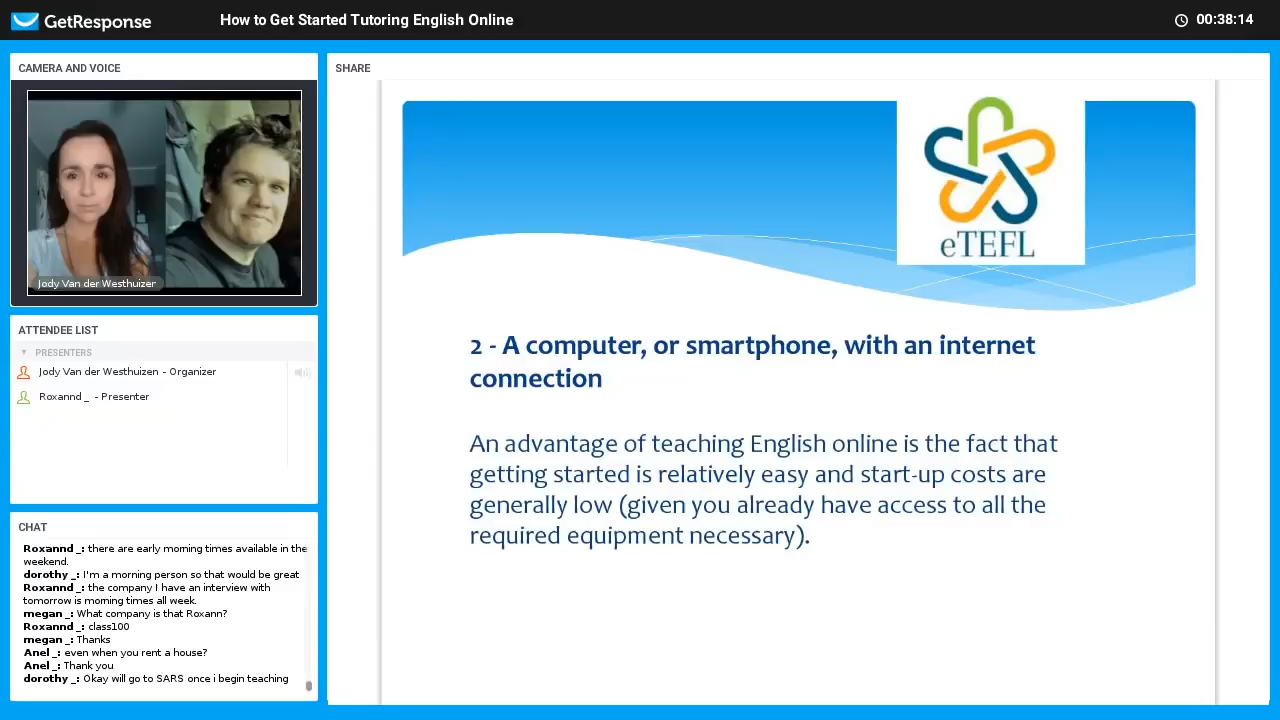 GetResponse
How to Get Started Tutoring English Online
00:38:14
CAMERA AND VOICE
Jody Van der Westhuizer
ATTENDEE LIST
PRESENTERS
Jody Van der Westhuizen - Organizer
Roxannd _ - Presenter
CHAT
Roxannd _: there are early morning times available in the
weekend.
dorothy _: I'm a morning person so that would be great
Roxannd _: the company I have an interview with
tomorrow is morning times all week.
megan _: What company is that Roxann?
Roxannd _: class100
megan _: Thanks
Anel _: even when you rent a house?
Anel _: Thank you
dorothy _: Okay will go to SARS once i begin teaching
SHARE
eTEFL
2 - A computer, or smartphone, with an internet
connection
An advantage of teaching English online is the fact that
getting started is relatively easy and start-up costs are
generally low (given you already have access to all the
required equipment necessary).